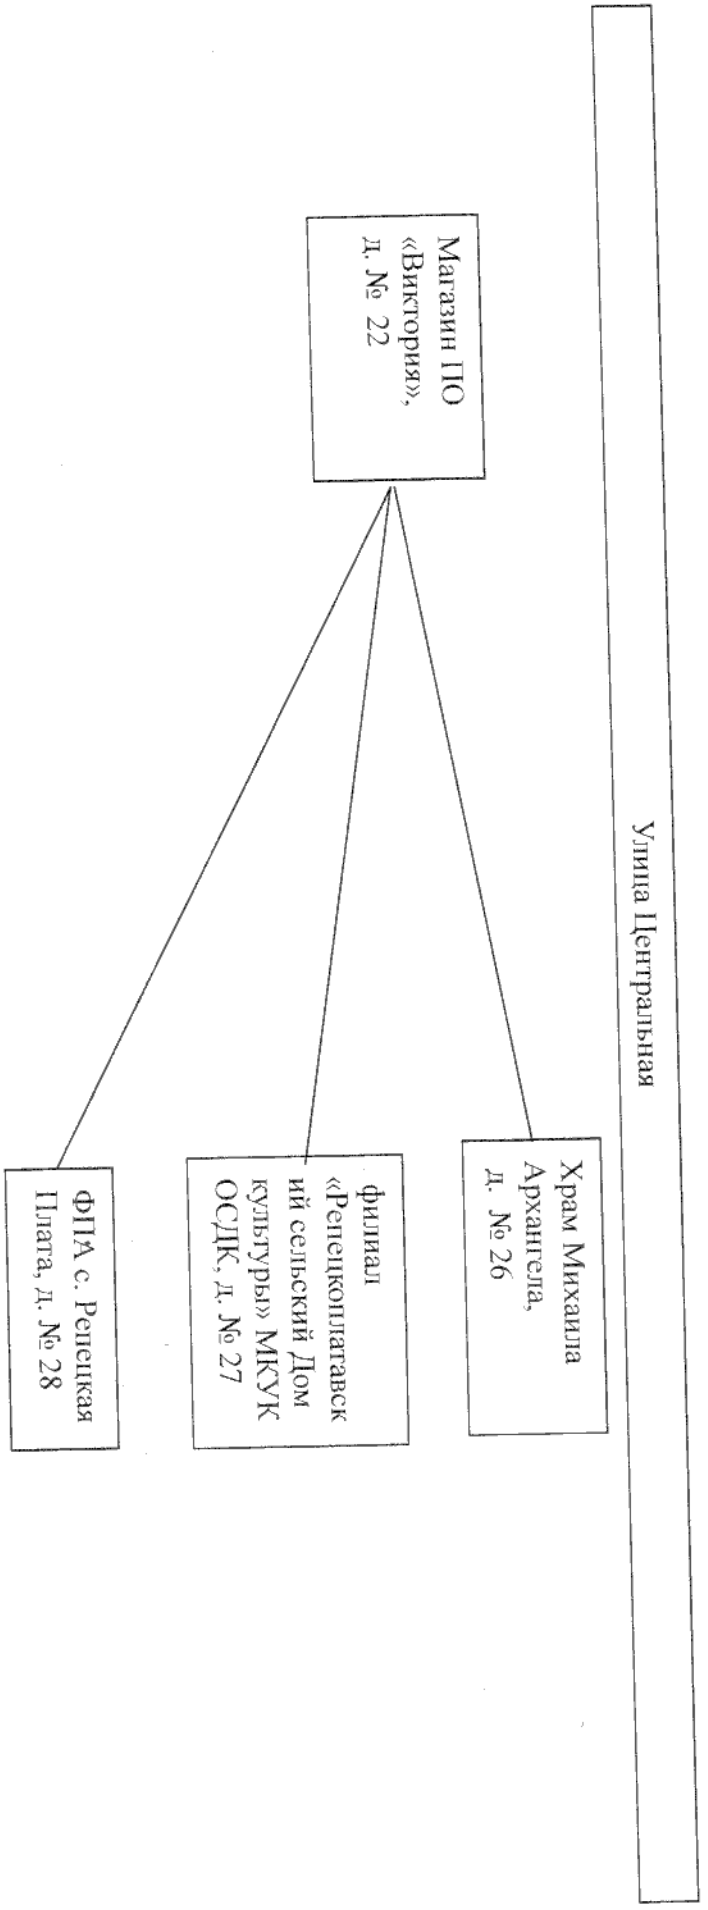 Улица Центральная
Магазин ПО
«Виктория»,
д. № 22
Храм Михаила
Архангела,
д. № 26
филиал
«Репецкоплатавск
ий сельский Дом
культуры» МКУК
ОСДК, д. № 27
ФПА с. Репецкая
Плата, д. № 28